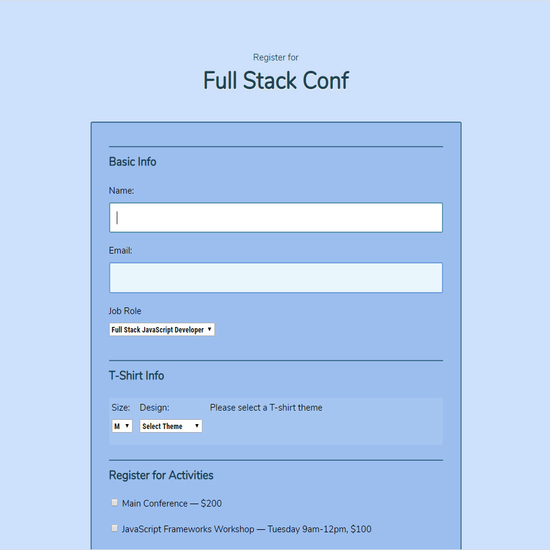 Register for
Full Stack Conf
Basic Info
Name:
Email:
Job Role
Full Stack JavaScript Developer
T-Shirt Info
Size: Design: Please select a T-shirt theme
M Select Theme
Register for Activities
Main Conference — $200
JavaScript Frameworks Workshop — Tuesday 9am-12pm, $100